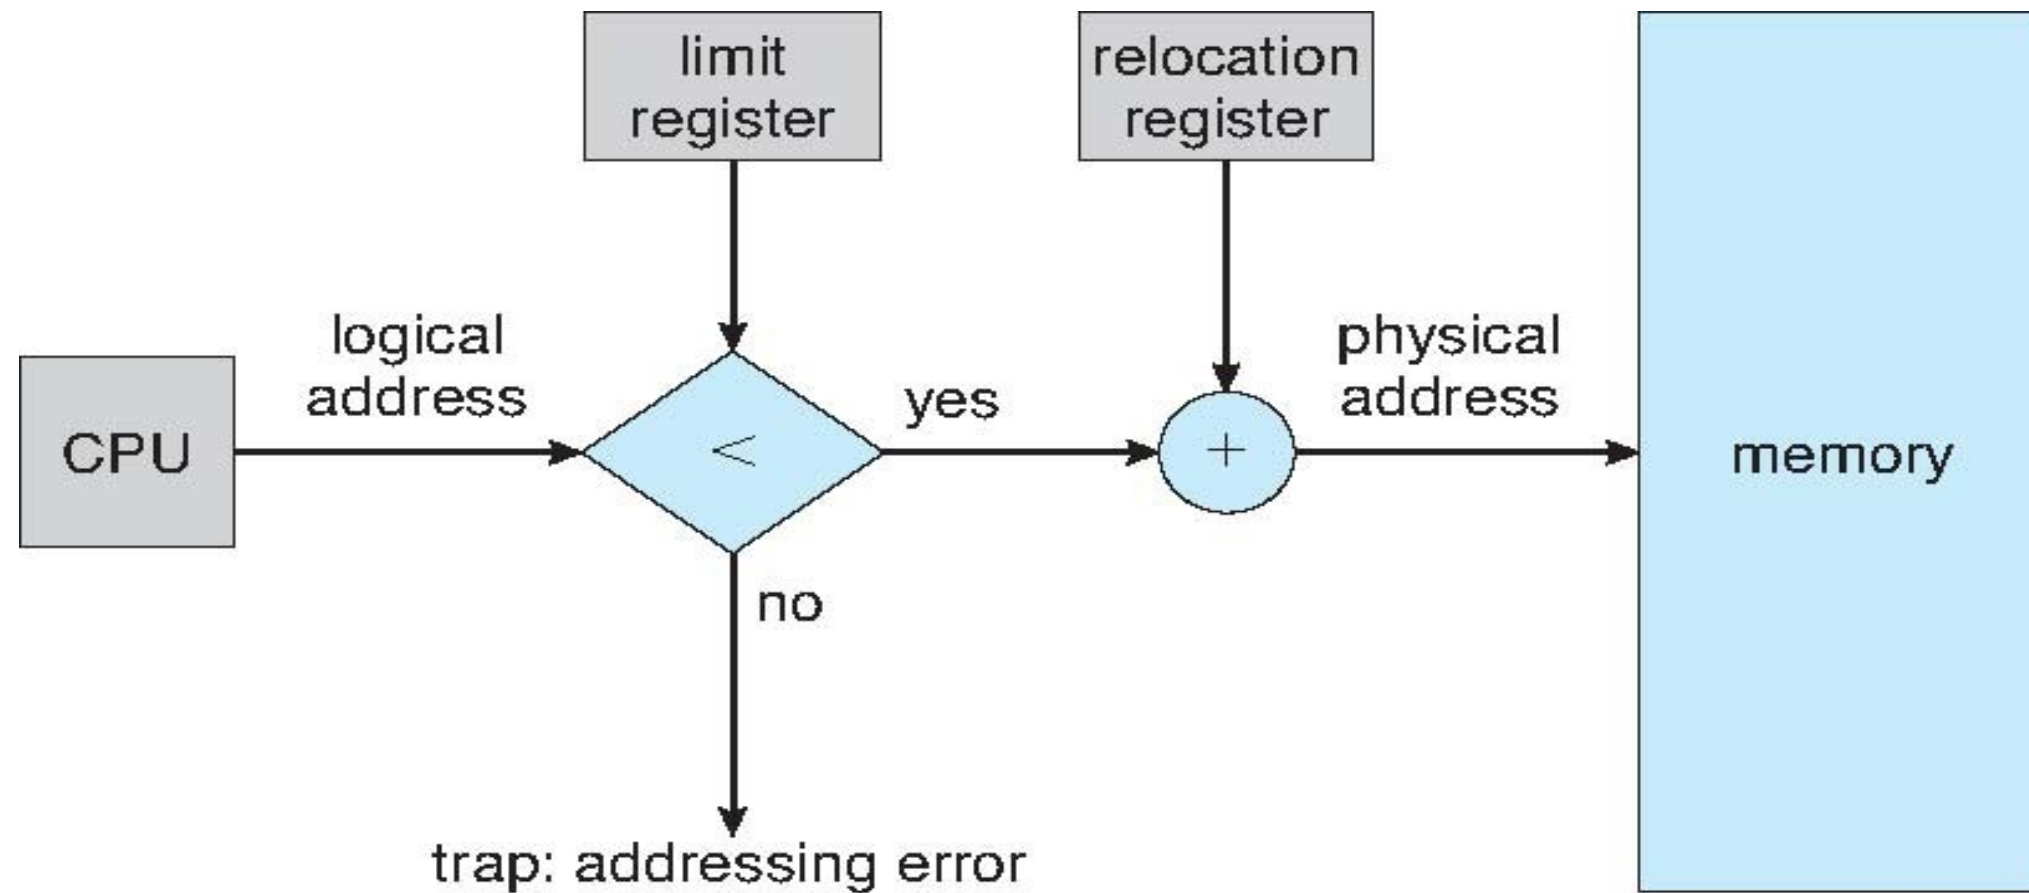 limit
register
relocation
register
logical
address
physical
address
yes
CPU
<
+
memory
no
trap: addressing error